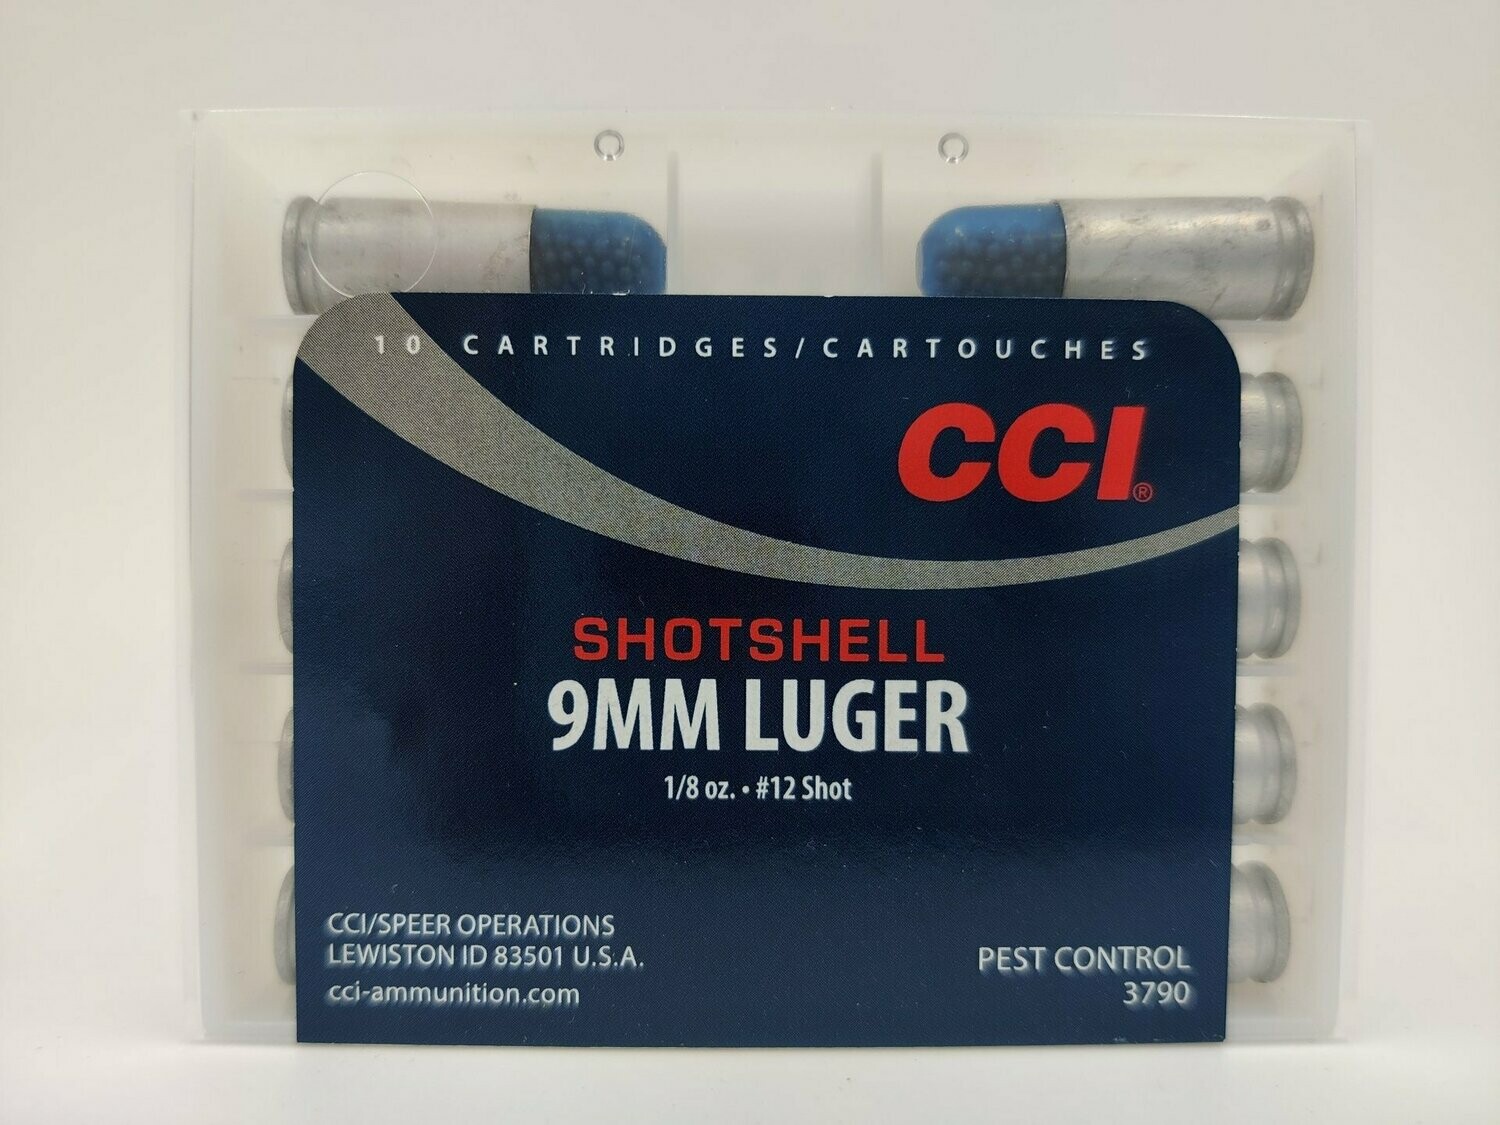 10 CARTRIDGES/CARTOUCHES
CCI®
SHOTSHELL
9MM LUGER
1/8 oz. • #12 Shot
CCI/SPEER OPERATIONS
LEWISTON ID 83501 U.S.A.
cci-ammunition.com
PEST CONTROL
3790